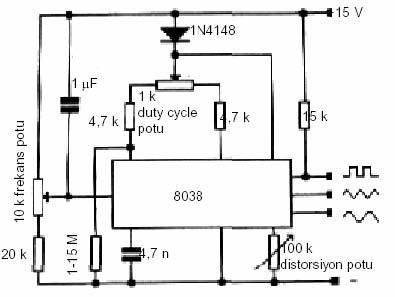 15 V
1N4148
1 µF
1 k
duty cycle
potu
4,7 k
4,7 k
15 k
10 k frekans potu
8038
20 k
1-15 M
4,7 n
100 k
distorsiyon potu